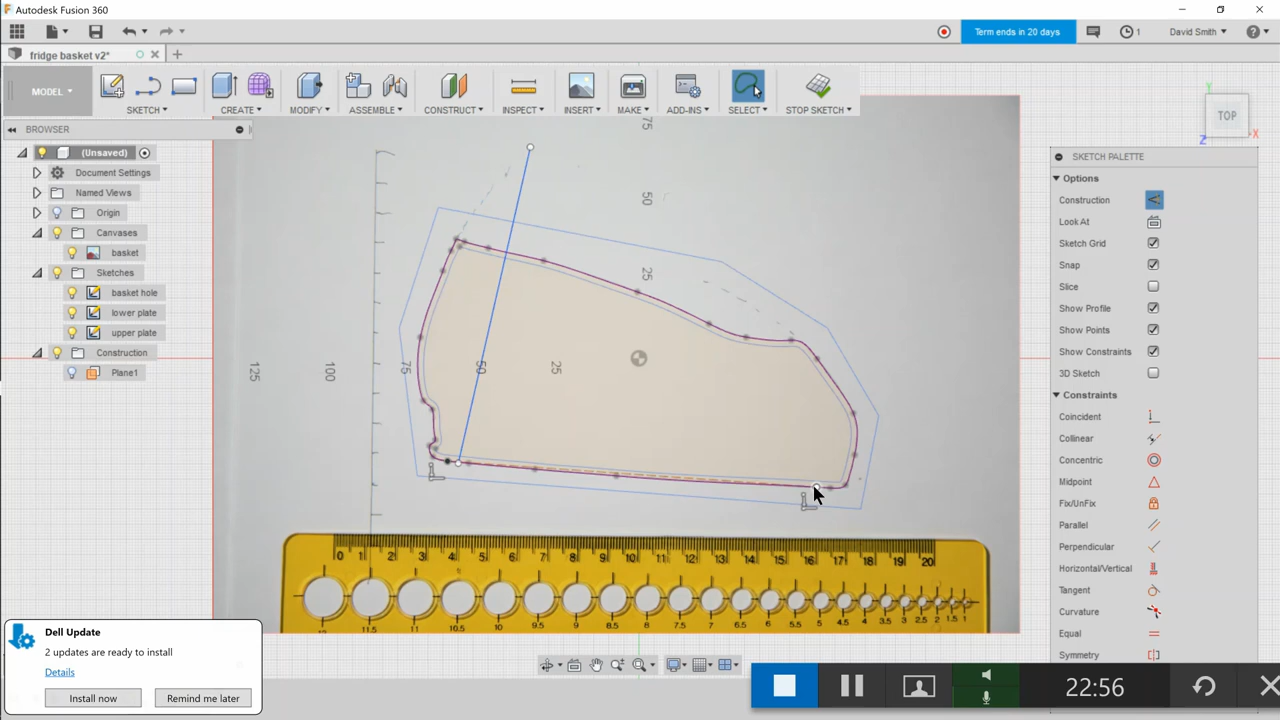 Autodesk Fusion 360
Term ends in 20 days
1
David Smith
fridge basket v2*
MODEL
SKETCH
CREATE
MODIFY
ASSEMBLE
CONSTRUCT
INSPECT
INSERT
MAKE
ADD-INS
SELECT
STOP SKETCH
BROWSER
(Unsaved)
Document Settings
Named Views
Origin
Canvases
basket
Sketches
basket hole
lower plate
upper plate
Construction
Plane1
75
50
25
125
100
75
50
25
Y
TOP
X
Z
SKETCH PALETTE
Options
Construction
Look At
Sketch Grid
Snap
Slice
Show Profile
Show Points
Show Constraints
3D Sketch
Constraints
Coincident
Collinear
Concentric
Midpoint
Fix/UnFix
Parallel
Perpendicular
Horizontal/Vertical
Tangent
Curvature
Equal
Symmetry
0 1 2 3 4 5 6 7 8 9 10 11 12 13 14 15 16 17 18 19 20
12 11.5 11 10.5 10 9.5 9 8.5 8 7.5 7 6.5 6 5.5 5 4.5 4 3.5 3 2.5 2 1.5 1
Dell Update
2 updates are ready to install
Details
Install now
Remind me later
22:56